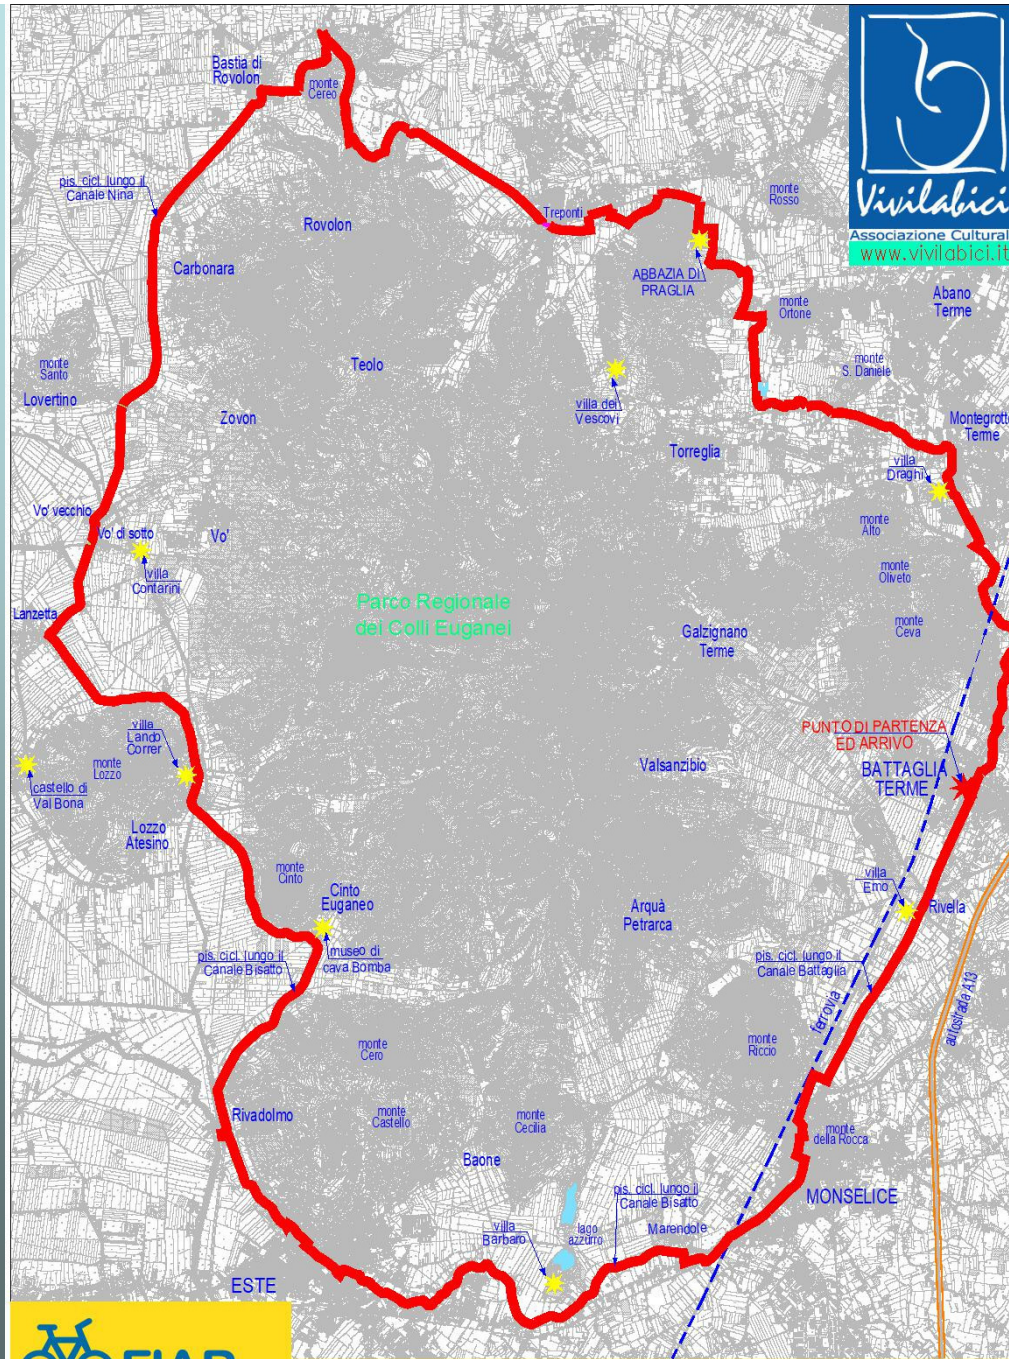 Bastia di
Rovolon
monte
Cereo
pis. cicl. lungo il
Canale Nina
Treponti
monte
Rosso
Vivilabici
Associazione Cultural
www.vivilabici.it
Rovolon
Carbonara
ABBAZIA DI
PRAGLIA
Abano
Terme
monte
Ortone
monte
Santo
Lovertino
Teolo
monte
S. Daniele
villa dei
Vescovi
Zovon
Montegrotto
Terme
Torreglia
villa
Draghi
Vo' vecchio
Vo' di sotto
Vo'
monte
Alto
villa
Contarini
monte
Oliveto
Lanzetta
Parco Regionale
dei Colli Euganei
Galzignano
Terme
monte
Ceva
villa
Lando
Correr
PUNTO DI PARTENZA
ED ARRIVO
monte
Lozzo
Valsanzibio
BATTAGLIA
TERME
castello di
Val Bona
Lozzo
Atesino
monte
Cinto
villa
Emo
Cinto
Euganeo
Arquà
Petrarca
Rivella
museo di
cava Bomba
pis. cicl. lungo il
Canale Bisatto
pis. cicl. lungo il
Canale Battaglia
ferrovia
autostrada A13
monte
Cero
monte
Riccio
Rivadolmo
monte
Castello
monte
Cecilia
monte
della Rocca
Baone
pis. cicl. lungo il
Canale Bisatto
MONSELICE
villa
Barbaro
lago
azzurro
Marendole
ESTE
FIAB